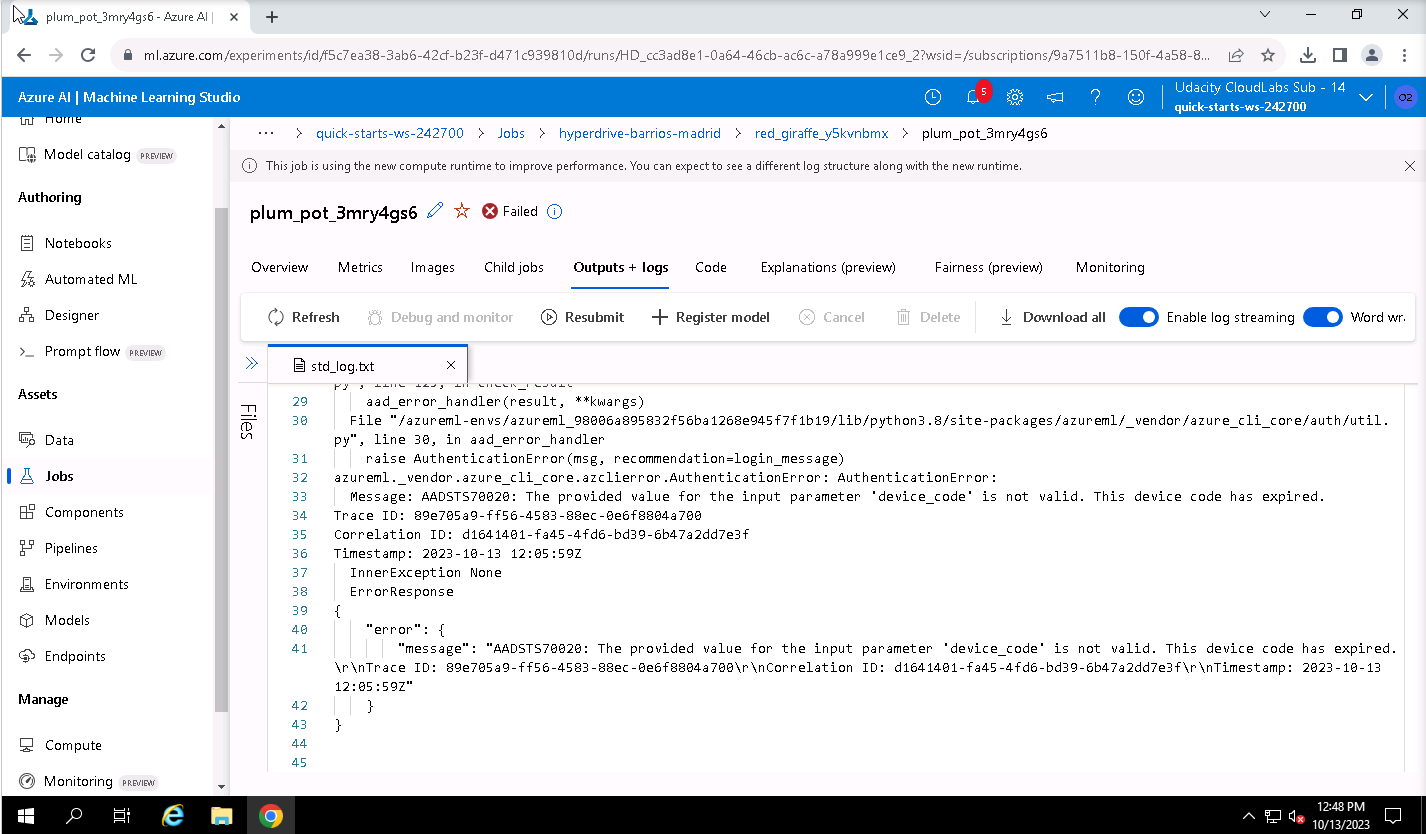 plum_pot_3mry4gs6 - Azure AI |
ml.azure.com/experiments/id/f5c7ea38-3ab6-42cf-b23f-d471c939810d/runs/HD_cc3ad8e1-0a64-46cb-ac6c-a78a999e1ce9_2?wsid=/subscriptions/9a7511b8-150f-4a58-8...
Azure AI | Machine Learning Studio
5
Udacity CloudLabs Sub - 14
quick-starts-ws-242700
O2
Home
Model catalog PREVIEW
Authoring
Notebooks
Automated ML
Designer
Prompt flow PREVIEW
Assets
Data
Jobs
Components
Pipelines
Environments
Models
Endpoints
Manage
Compute
Monitoring PREVIEW
... > quick-starts-ws-242700 > Jobs > hyperdrive-barrios-madrid > red_giraffe_y5kvnbmx > plum_pot_3mry4gs6
This job is using the new compute runtime to improve performance. You can expect to see a different log structure along with the new runtime.
plum_pot_3mry4gs6 Failed
Overview Metrics Images Child jobs Outputs + logs Code Explanations (preview) Fairness (preview) Monitoring
Refresh Debug and monitor Resubmit Register model Cancel Delete Download all Enable log streaming Word wr
Files
std_log.txt
py", line 125, in check_result
29 aad_error_handler(result, **kwargs)
30 File "/azureml-envs/azureml_98006a895832f56ba1268e945f7f1b19/lib/python3.8/site-packages/azureml/_vendor/azure_cli_core/auth/util.
py", line 30, in aad_error_handler
31 raise AuthenticationError(msg, recommendation=login_message)
32 azureml._vendor.azure_cli_core.azclierror.AuthenticationError: AuthenticationError:
33 Message: AADSTS70020: The provided value for the input parameter 'device_code' is not valid. This device code has expired.
34 Trace ID: 89e705a9-ff56-4583-88ec-0e6f8804a700
35 Correlation ID: d1641401-fa45-4fd6-bd39-6b47a2dd7e3f
36 Timestamp: 2023-10-13 12:05:59Z
37 InnerException None
38 ErrorResponse
39 {
40 "error": {
41 "message": "AADSTS70020: The provided value for the input parameter 'device_code' is not valid. This device code has expired.
\r\nTrace ID: 89e705a9-ff56-4583-88ec-0e6f8804a700\r\nCorrelation ID: d1641401-fa45-4fd6-bd39-6b47a2dd7e3f\r\nTimestamp: 2023-10-13
12:05:59Z"
42 }
43 }
44
45
12:48 PM
10/13/2023